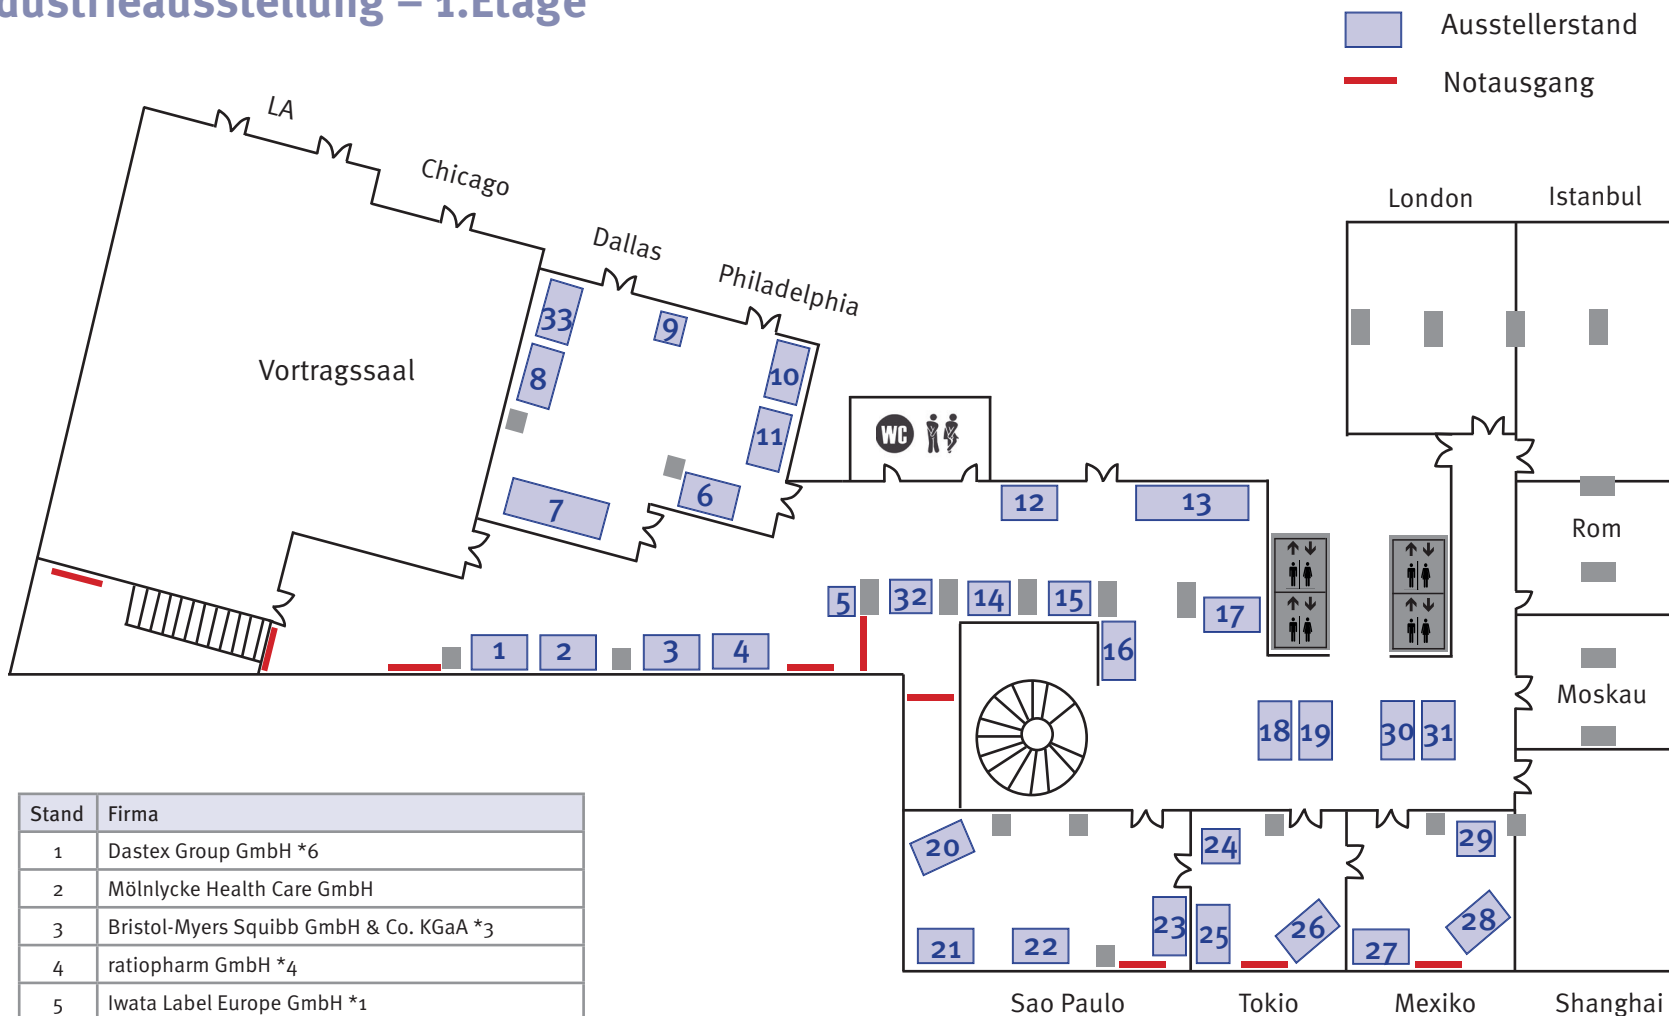 dustrieausstellung – 1.Etage
Ausstellerstand
Notausgang
LA
Chicago
Dallas
Philadelphia
London
Istanbul
Vortragssaal
33
9
8
10
11
WC
7
6
12
13
Rom
5
32
14
15
17
1
2
3
4
16
Moskau
18
19
30
31
20
24
29
21
22
23
25
26
27
28
Sao Paulo
Tokio
Mexiko
Shanghai
Stand Firma
1 Dastex Group GmbH *6
2 Mölnlycke Health Care GmbH
3 Bristol-Myers Squibb GmbH & Co. KGaA *3
4 ratiopharm GmbH *4
5 Iwata Label Europe GmbH *1